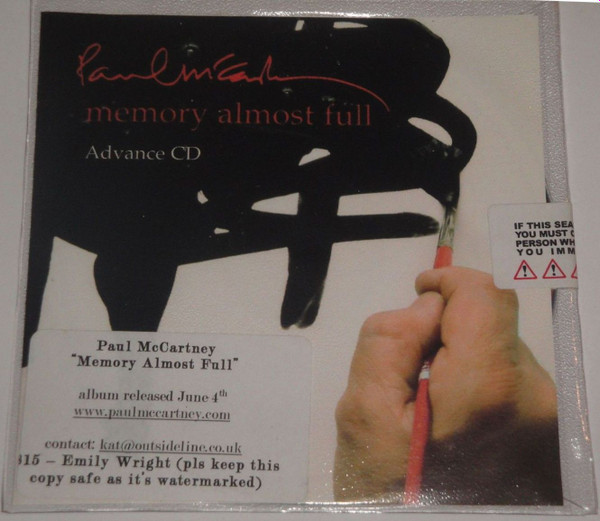 Paul McCartney
memory almost full
Advance CD
IF THIS SEA
YOU MUST
PERSON WH
YOU IMM
Paul McCartney
"Memory Almost Full"
album released June 4th
www.paulmccartney.com
contact: kat@outsideline.co.uk
415 – Emily Wright (pls keep this
copy safe as it's watermarked)